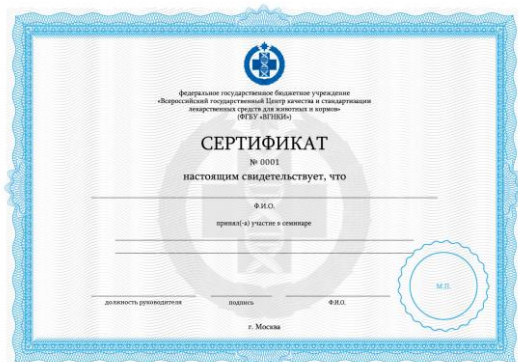 федеральное государственное бюджетное учреждение
«Всероссийский государственный Центр качества и стандартизации
лекарственных средств для животных и кормов»
(ФГБУ «ВГНКИ»)
СЕРТИФИКАТ
№ 0001
настоящим свидетельствует, что
Ф.И.О.
принял(-а) участие в семинаре
М.П.
должность руководителя подпись Ф.И.О.
г. Москва